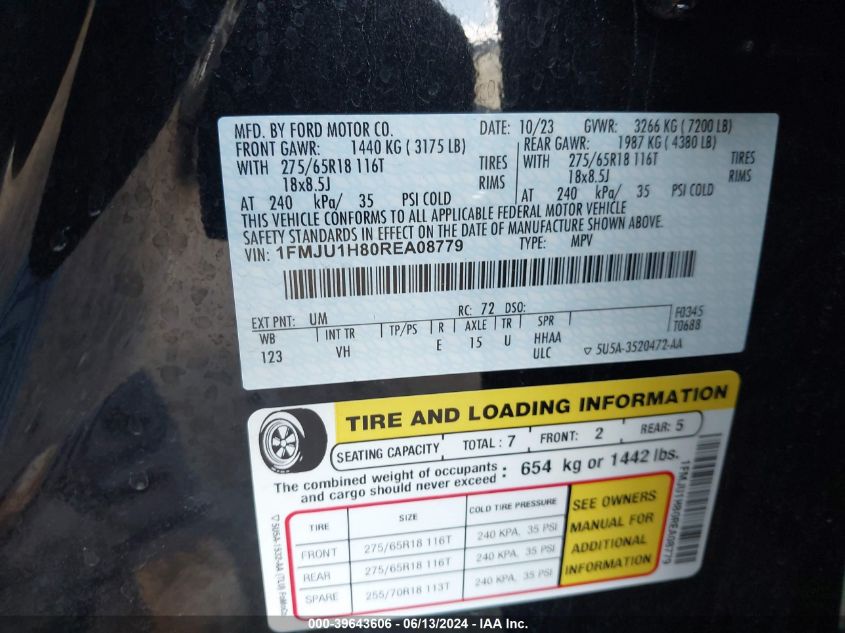 MFD. BY FORD MOTOR CO. DATE: 10/23 GVWR: 3266 KG ( 7200 LB)
FRONT GAWR: 1440 KG ( 3175 LB) REAR GAWR: 1987 KG ( 4380 LB)
WITH 275/65R18 116T TIRES WITH 275/65R18 116T TIRES
18x8.5J RIMS 18x8.5J RIMS
AT 240 kPa/ 35 PSI COLD AT 240 kPa/ 35 PSI COLD
THIS VEHICLE CONFORMS TO ALL APPLICABLE FEDERAL MOTOR VEHICLE
SAFETY STANDARDS IN EFFECT ON THE DATE OF MANUFACTURE SHOWN ABOVE.
VIN: 1FMJU1H80REA08779 TYPE: MPV
EXT PNT: UM RC: 72 DSO: F0345
T0688
WB INT TR TP/PS R AXLE TR SPR
123 VH E 15 U HHAA
ULC ▽ 5U5A-3520472-AA
TIRE AND LOADING INFORMATION
SEATING CAPACITY TOTAL : 7 FRONT: 2 REAR: 5
The combined weight of occupants : 654 kg or 1442 lbs.
and cargo should never exceed
TIRE SIZE COLD TIRE PRESSURE
FRONT 275/65R18 116T 240 KPA, 35 PSI
REAR 275/65R18 116T 240 KPA, 35 PSI
SPARE 255/70R18 113T 240 KPA, 35 PSI
SEE OWNERS
MANUAL FOR
ADDITIONAL
INFORMATION
1FMJU1H80REA08779
000-39643606 - 06/13/2024 - IAA Inc.